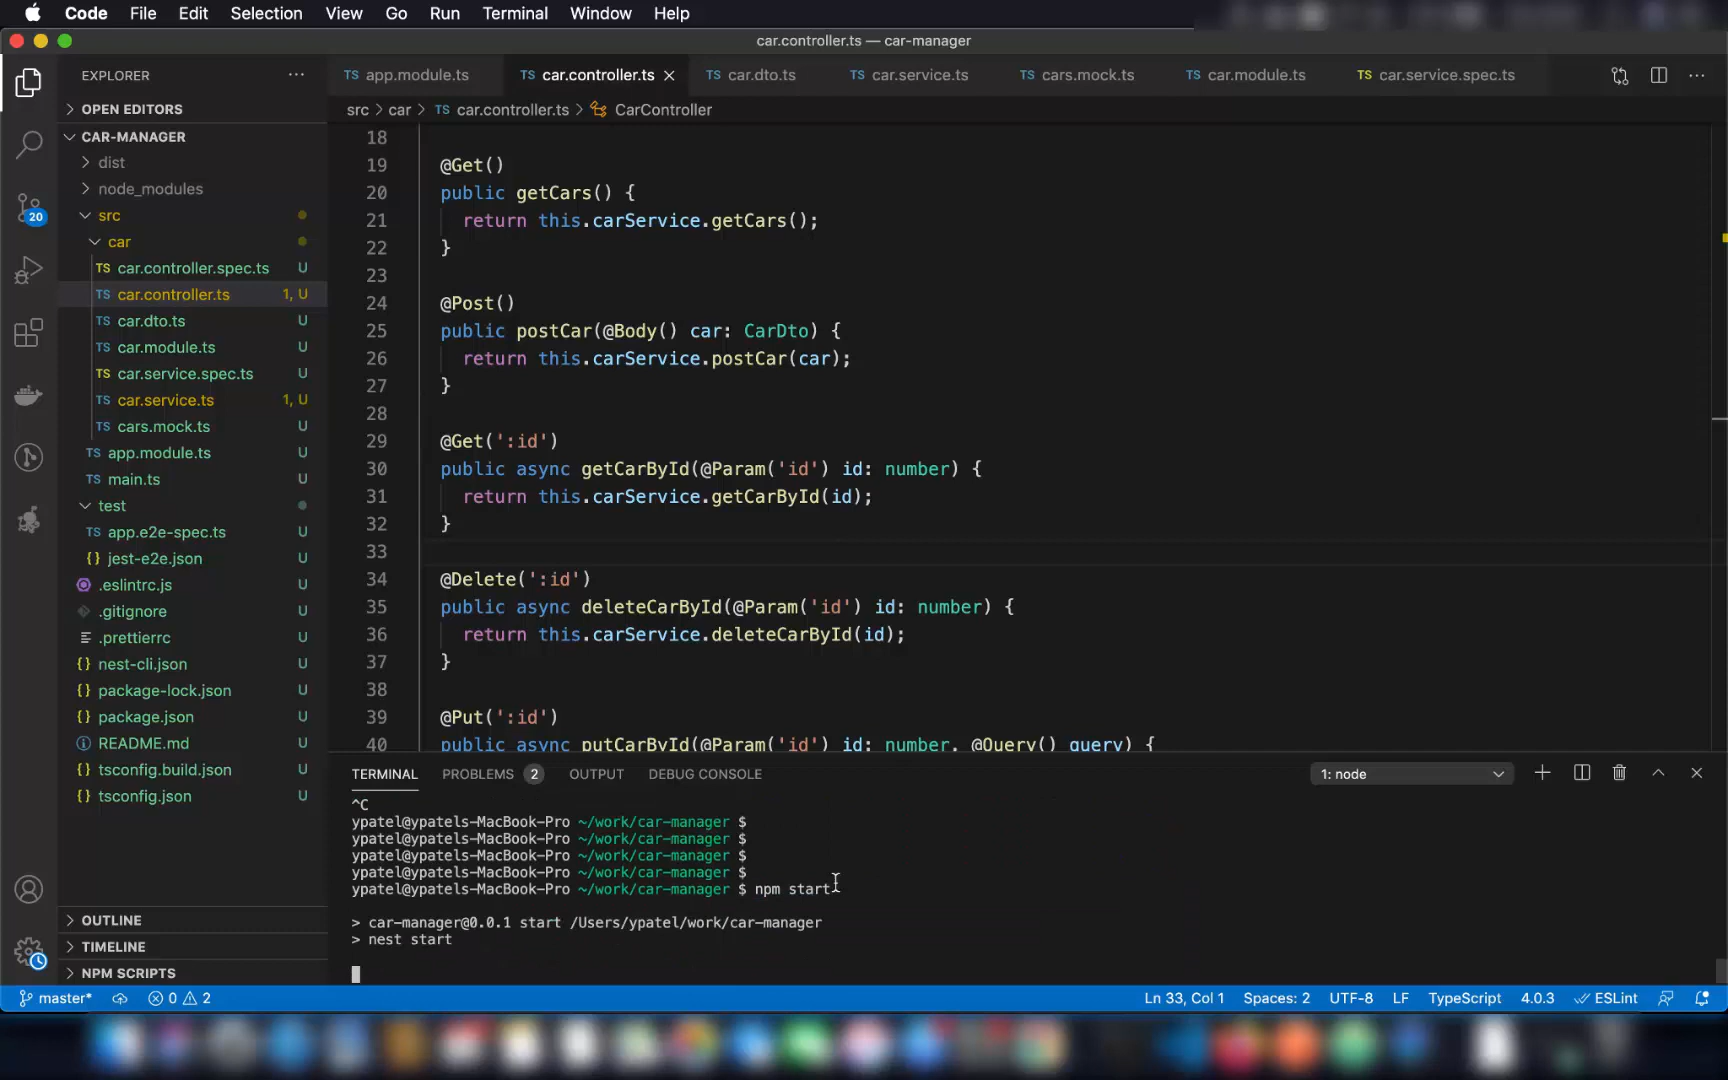 Code File Edit Selection View Go Run Terminal Window Help
car.controller.ts — car-manager
EXPLORER
TS app.module.ts
TS car.controller.ts
TS car.dto.ts
TS car.service.ts
TS cars.mock.ts
TS car.module.ts
TS car.service.spec.ts
OPEN EDITORS
src > car > TS car.controller.ts > CarController
CAR-MANAGER
dist
node_modules
src
car
TS car.controller.spec.ts U
TS car.controller.ts 1, U
TS car.dto.ts U
TS car.module.ts U
TS car.service.spec.ts U
TS car.service.ts 1, U
TS cars.mock.ts U
TS app.module.ts U
TS main.ts U
test
TS app.e2e-spec.ts U
{} jest-e2e.json U
.eslintrc.js U
.gitignore U
.prettierrc U
{} nest-cli.json U
{} package-lock.json U
{} package.json U
README.md U
{} tsconfig.build.json U
{} tsconfig.json U
OUTLINE
TIMELINE
NPM SCRIPTS
20
18
19 @Get()
20 public getCars() {
21 return this.carService.getCars();
22 }
23
24 @Post()
25 public postCar(@Body() car: CarDto) {
26 return this.carService.postCar(car);
27 }
28
29 @Get(':id')
30 public async getCarById(@Param('id') id: number) {
31 return this.carService.getCarById(id);
32 }
33
34 @Delete(':id')
35 public async deleteCarById(@Param('id') id: number) {
36 return this.carService.deleteCarById(id);
37 }
38
39 @Put(':id')
40 public async putCarById(@Param('id') id: number, @Query() query) {
TERMINAL PROBLEMS 2 OUTPUT DEBUG CONSOLE 1: node
^C
ypatel@ypatels-MacBook-Pro ~/work/car-manager $
ypatel@ypatels-MacBook-Pro ~/work/car-manager $
ypatel@ypatels-MacBook-Pro ~/work/car-manager $
ypatel@ypatels-MacBook-Pro ~/work/car-manager $
ypatel@ypatels-MacBook-Pro ~/work/car-manager $ npm start
> car-manager@0.0.1 start /Users/ypatel/work/car-manager
> nest start
master* 0 2 Ln 33, Col 1 Spaces: 2 UTF-8 LF TypeScript 4.0.3 ESLint